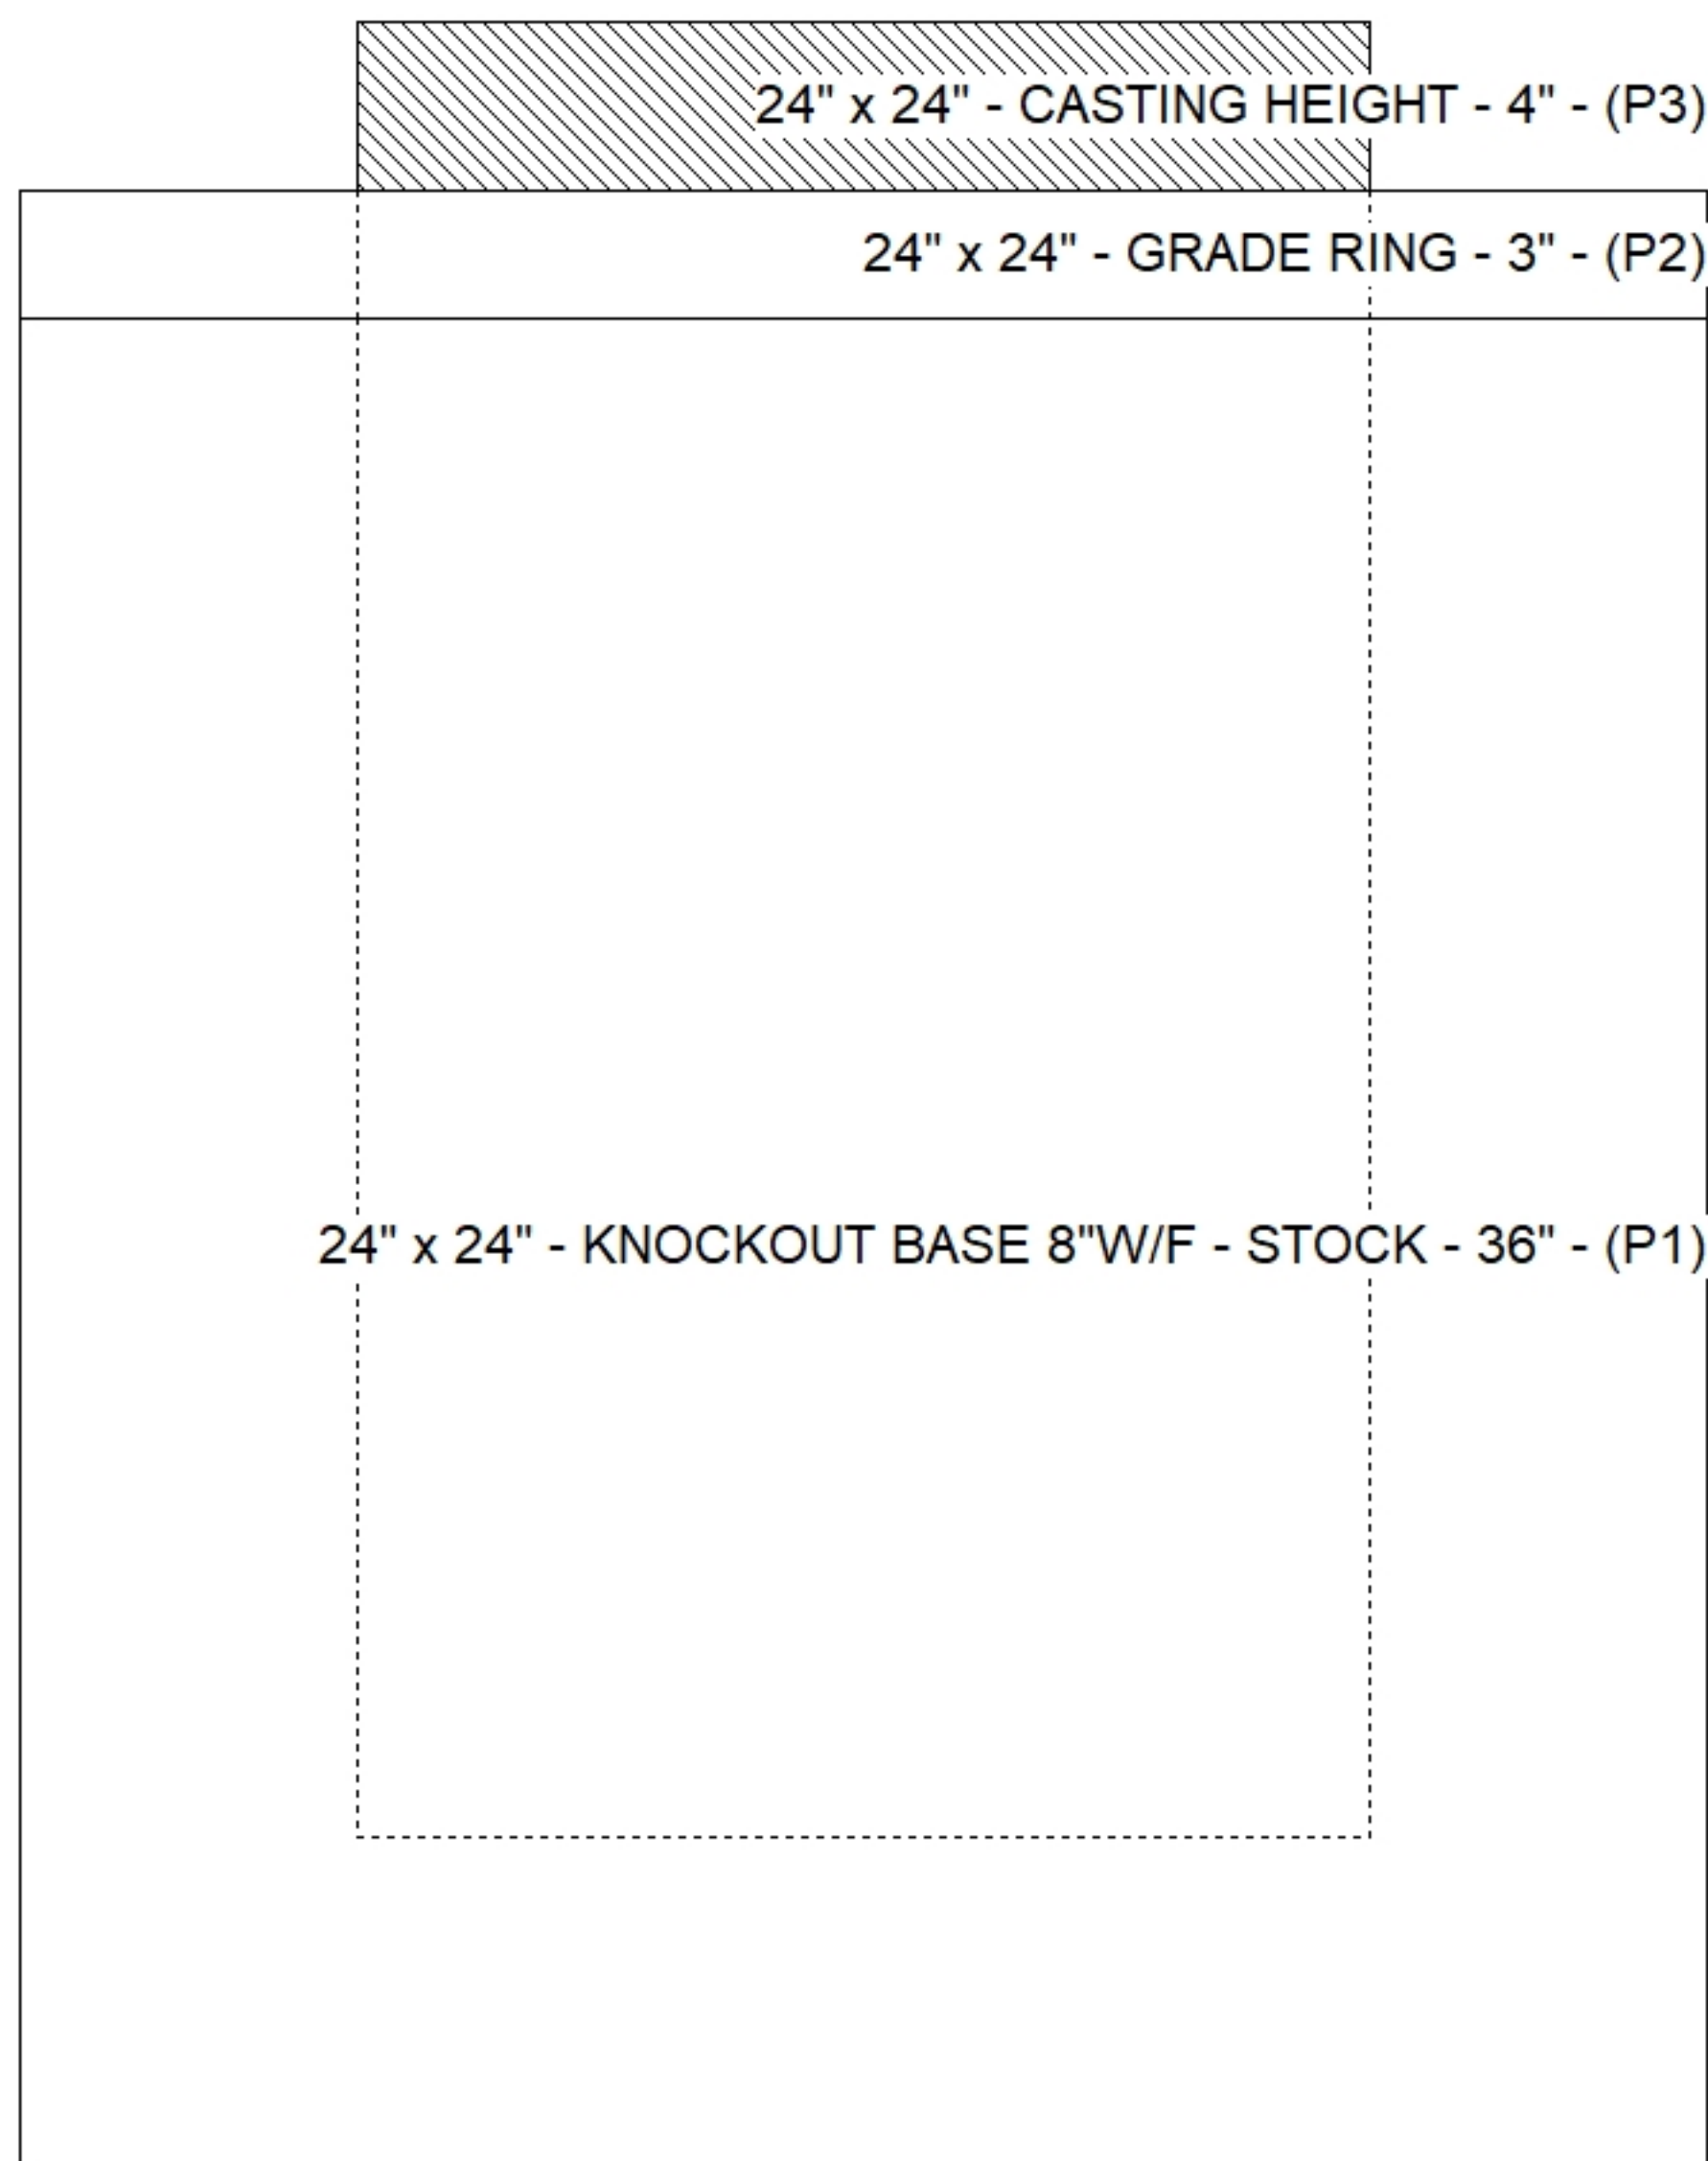 24" x 24" - CASTING HEIGHT - 4" - (P3)
24" x 24" - GRADE RING - 3" - (P2)
24" x 24" - KNOCKOUT BASE 8"W/F - STOCK - 36" - (P1)